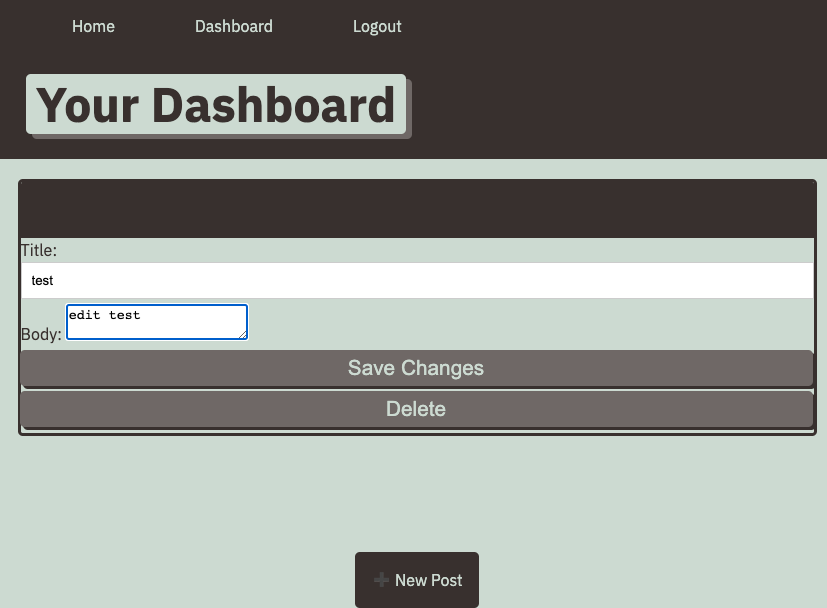 Home Dashboard Logout
Your Dashboard
Title:
test
Body: edit test
Save Changes
Delete
➕ New Post